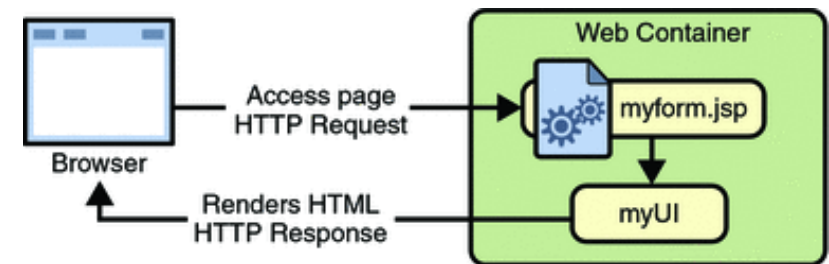 Web Container
Access page
HTTP Request
myform.jsp
Browser
Renders HTML
HTTP Response
myUI